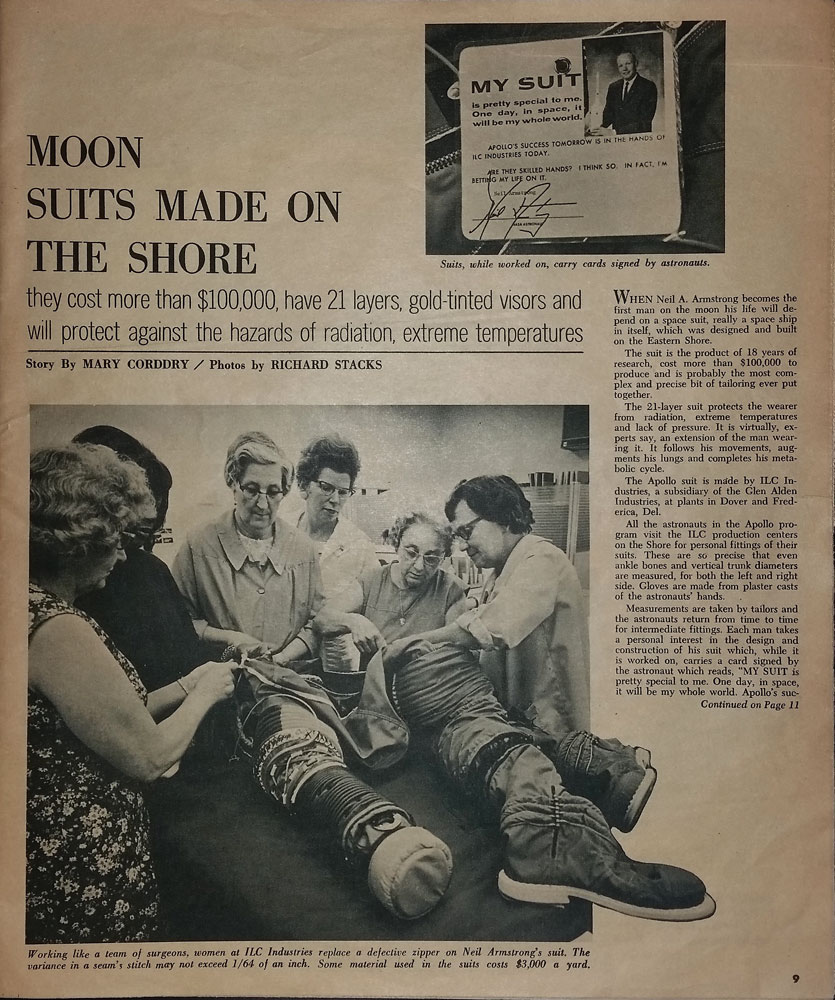 MOON
SUITS MADE ON
THE SHORE
they cost more than $100,000, have 21 layers, gold-tinted visors and
will protect against the hazards of radiation, extreme temperatures
Story By MARY CORDDRY / Photos by RICHARD STACKS
MY SUIT
is pretty special to me.
One day, in space, it
will be my whole world.
APOLLO'S SUCCESS TOMORROW IS IN THE HANDS OF
ILC INDUSTRIES TODAY.
ARE THEY SKILLED HANDS? I THINK SO. IN FACT, I'M
BETTING MY LIFE ON IT.
Suits, while worked on, carry cards signed by astronauts.
WHEN Neil A. Armstrong becomes the
first man on the moon his life will de-
pend on a space suit, really a space ship
in itself, which was designed and built
on the Eastern Shore.
The suit is the product of 18 years of
research, cost more than $100,000 to
produce and is probably the most com-
plex and precise bit of tailoring ever put
together.
The 21-layer suit protects the wearer
from radiation, extreme temperatures
and lack of pressure. It is virtually, ex-
perts say, an extension of the man wear-
ing it. It follows his movements, aug-
ments his lungs and completes his meta-
bolic cycle.
The Apollo suit is made by ILC In-
dustries, a subsidiary of the Glen Alden
Industries, at plants in Dover and Fred-
erica, Del.
All the astronauts in the Apollo pro-
gram visit the ILC production centers
on the Shore for personal fittings of their
suits. These are so precise that even
ankle bones and vertical trunk diameters
are measured, for both the left and right
side. Gloves are made from plaster casts
of the astronauts' hands.
Measurements are taken by tailors and
the astronauts return from time to time
for intermediate fittings. Each man takes
a personal interest in the design and
construction of his suit which, while it
is worked on, carries a card signed by
the astronaut which reads, "MY SUIT is
pretty special to me. One day, in space,
it will be my whole world. Apollo's suc-
Continued on Page 11
Working like a team of surgeons, women at ILC Industries replace a defective zipper on Neil Armstrong's suit. The
variance in a seam's stitch may not exceed 1/64 of an inch. Some material used in the suits costs $3,000 a yard.
9